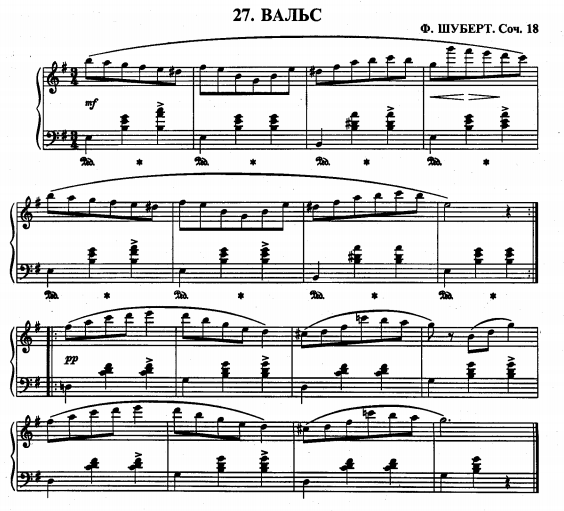 27. ВАЛЬС
Ф. ШУБЕРТ. Соч. 18
mf
𝆮 * 𝆮 * 𝆮 * 𝆮 *
𝆮 * 𝆮 * 𝆮 *
pp